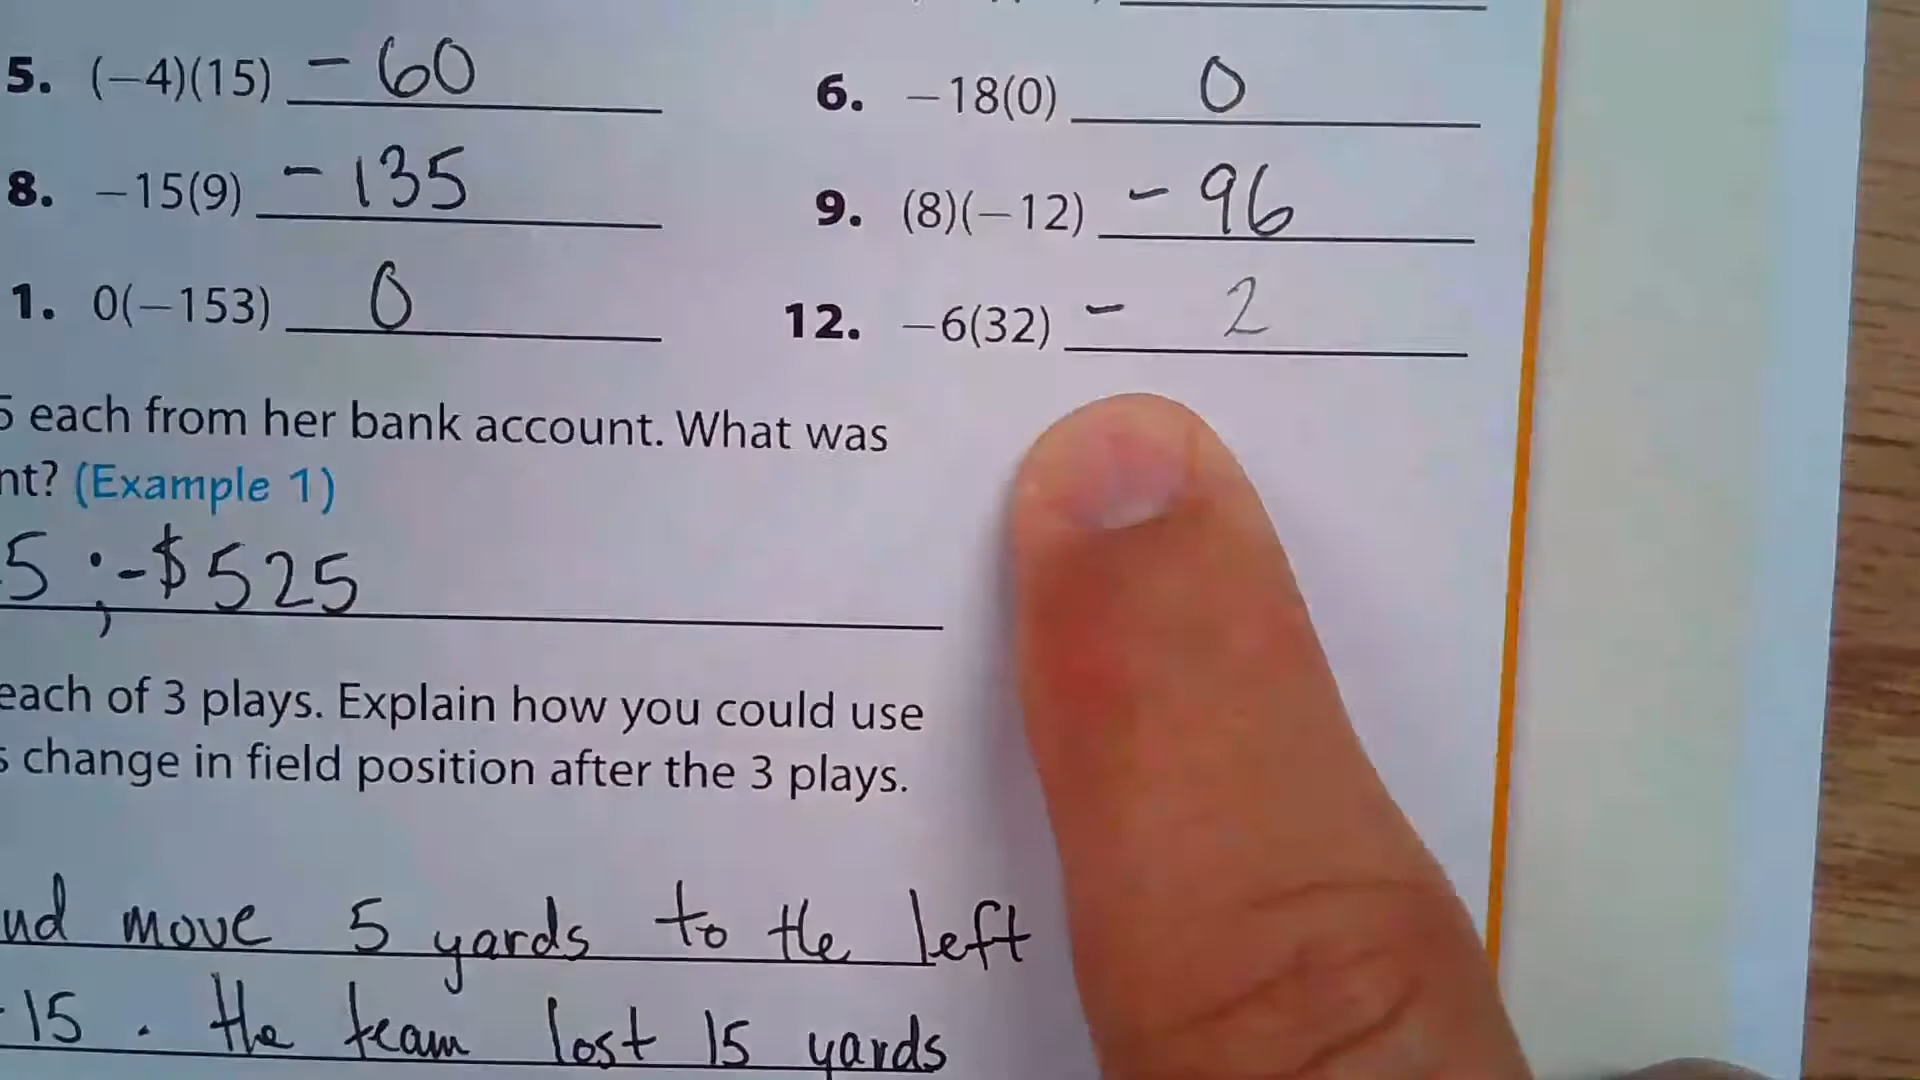 5. (−4)(15) - 60
6. −18(0) 0
8. −15(9) - 135
9. (8)(−12) - 96
1. 0(−153) 0
12. −6(32) - 2
5 each from her bank account. What was
nt? (Example 1)
5 ; -$525
each of 3 plays. Explain how you could use
s change in field position after the 3 plays.
ud move 5 yards to the left
-15. the team lost 15 yards